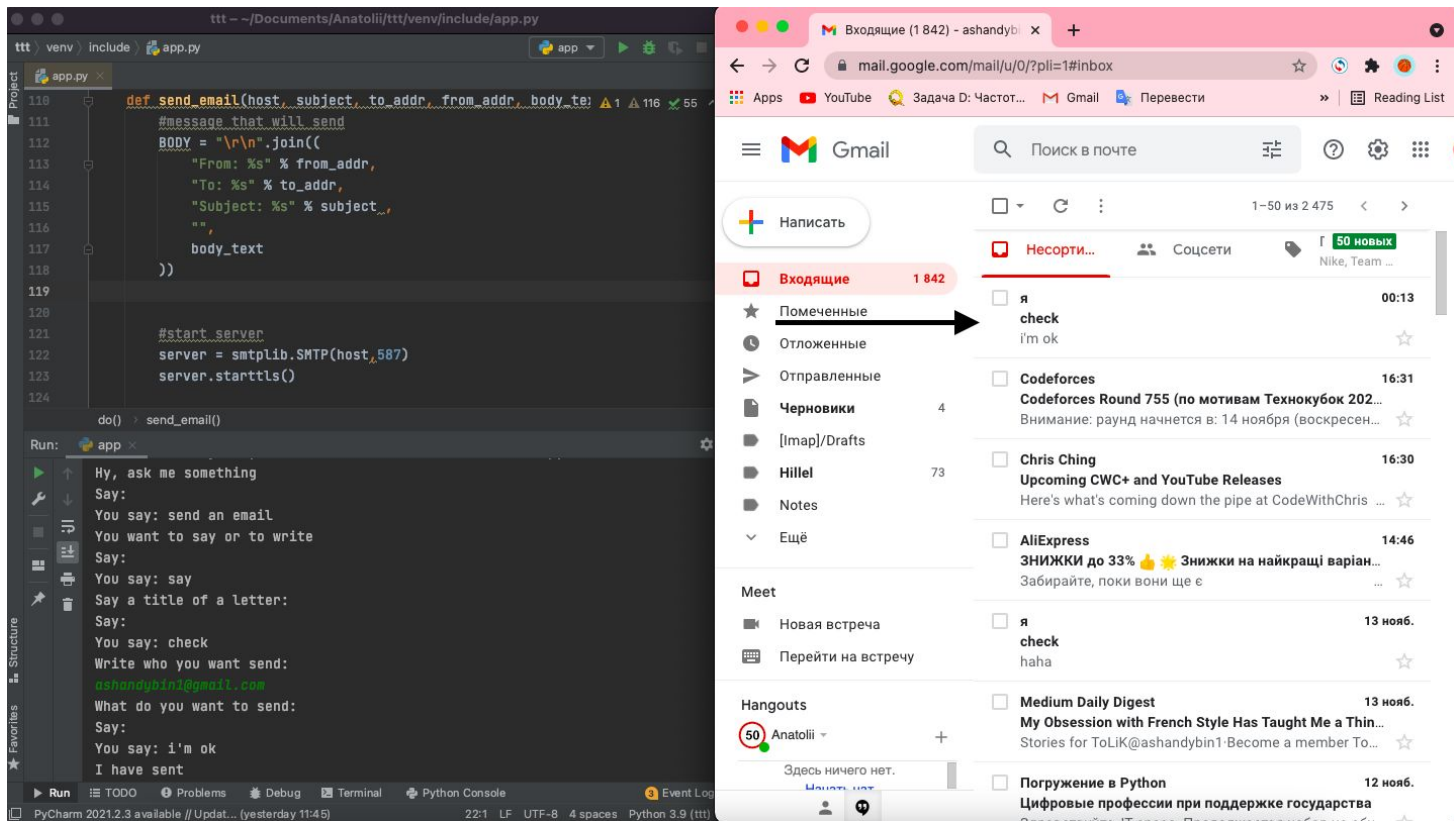 ttt – ~/Documents/Anatolii/ttt/venv/include/app.py
ttt venv include app.py
app
Project
app.py
110 def send_email(host, subject, to_addr, from_addr, body_te 1 116 55
111 #message that will send
112 BODY = "\r\n".join((
113 "From: %s" % from_addr,
114 "To: %s" % to_addr,
115 "Subject: %s" % subject ,
116 "",
117 body_text
118 ))
119
120
121 #start server
122 server = smtplib.SMTP(host,587)
123 server.starttls()
124
do() send_email()
Run: app
Hy, ask me something
Say:
You say: send an email
You want to say or to write
Say:
You say: say
Say a title of a letter:
Say:
You say: check
Write who you want send:
ashandybin1@gmail.com
What do you want to send:
Say:
You say: i'm ok
I have sent
Structure
Favorites
Run TODO Problems Debug Terminal Python Console 3 Event Log
PyCharm 2021.2.3 available // Updat... (yesterday 11:45) 22:1 LF UTF-8 4 spaces Python 3.9 (ttt)
Входящие (1 842) - ashandybi
mail.google.com/mail/u/0/?pli=1#inbox
Apps YouTube Задача D: Частот... Gmail Перевести » Reading List
Gmail
Поиск в почте
Написать
1–50 из 2 475
Несорти...
Соцсети
50 новых
Nike, Team ...
Входящие 1 842
Помеченные
Отложенные
Отправленные
Черновики 4
[Imap]/Drafts
Hillel 73
Notes
Ещё
Meet
Новая встреча
Перейти на встречу
Hangouts
50 Anatolii
Здесь ничего нет.
Начать чат
я 00:13
check
i'm ok
Codeforces 16:31
Codeforces Round 755 (по мотивам Технокубок 202...
Внимание: раунд начнется в: 14 ноября (воскресен...
Chris Ching 16:30
Upcoming CWC+ and YouTube Releases
Here's what's coming down the pipe at CodeWithChris ...
AliExpress 14:46
ЗНИЖКИ до 33% 👍 🌟 Знижки на найкращі варіан...
Забирайте, поки вони ще є ...
я 13 нояб.
check
haha
Medium Daily Digest 13 нояб.
My Obsession with French Style Has Taught Me a Thin...
Stories for ToLiK@ashandybin1·Become a member To...
Погружение в Python 12 нояб.
Цифровые профессии при поддержке государства